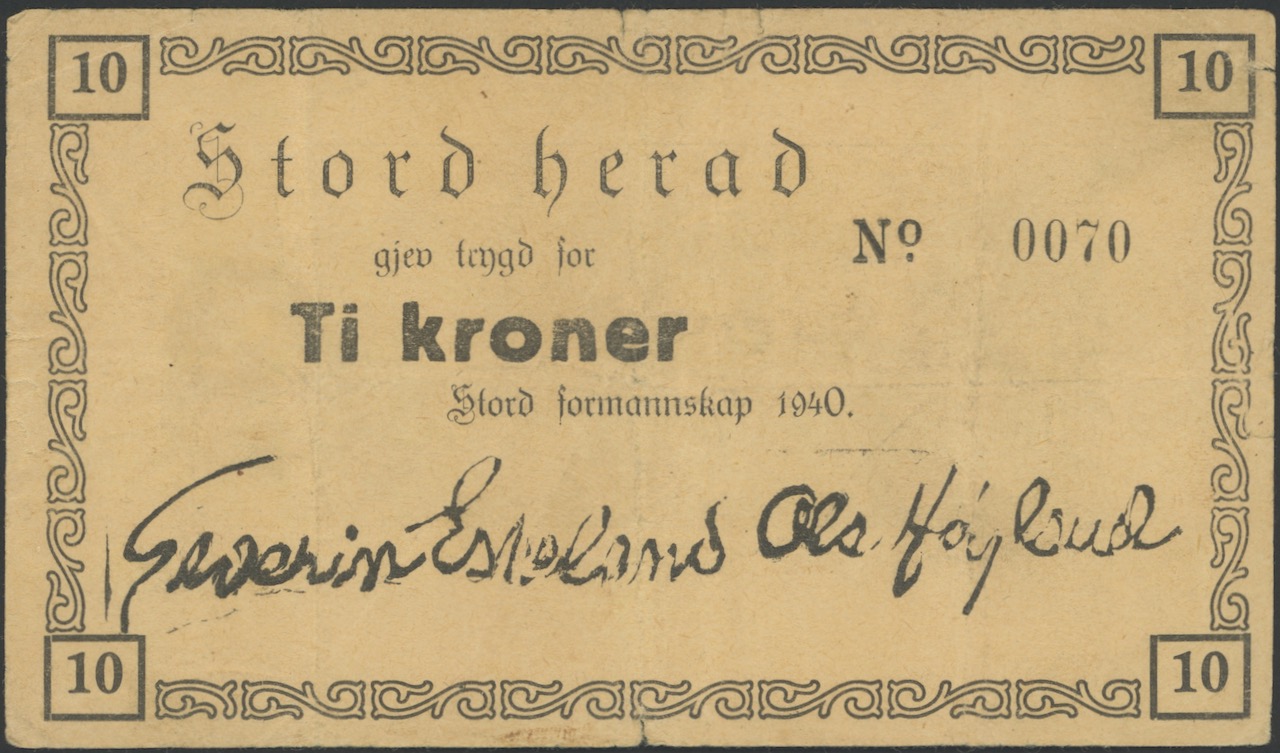 10 10
Stord herad
gjev trygd for
No 0070
Ti kroner
Stord formannskap 1940.
Severin Eskeland Ola Høyland
10 10